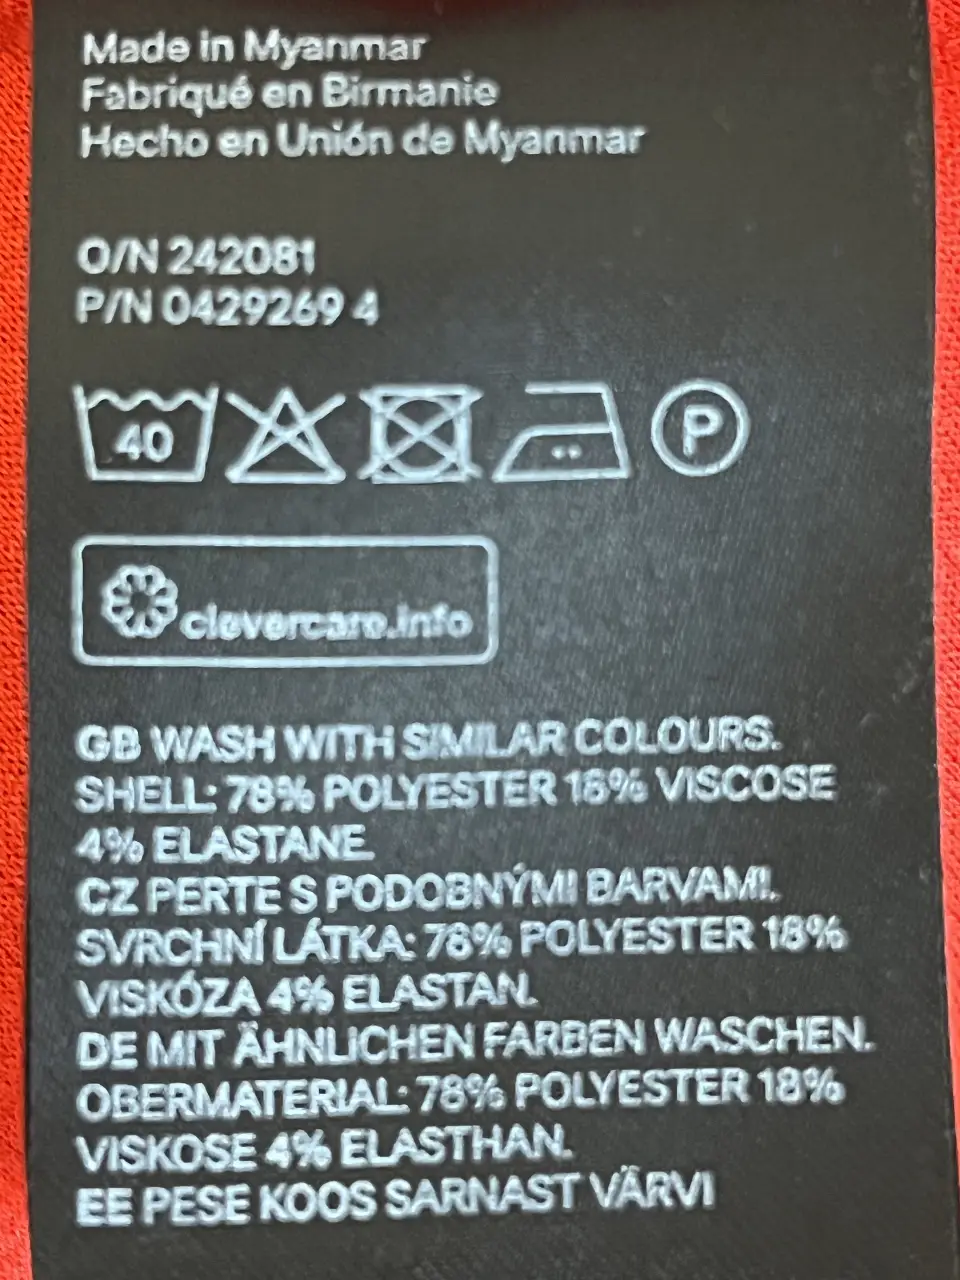 Made in Myanmar
Fabriqué en Birmanie
Hecho en Unión de Myanmar
O/N 242081
P/N 0429269 4
40
P
clevercare.info
GB WASH WITH SIMILAR COLOURS.
SHELL: 78% POLYESTER 18% VISCOSE
4% ELASTANE
CZ PERTE S PODOBNÝMI BARVAMI.
SVRCHNÍ LÁTKA: 78% POLYESTER 18%
VISKÓZA 4% ELASTAN.
DE MIT ÄHNLICHEN FARBEN WASCHEN.
OBERMATERIAL: 78% POLYESTER 18%
VISKOSE 4% ELASTHAN.
EE PESE KOOS SARNAST VÄRVI